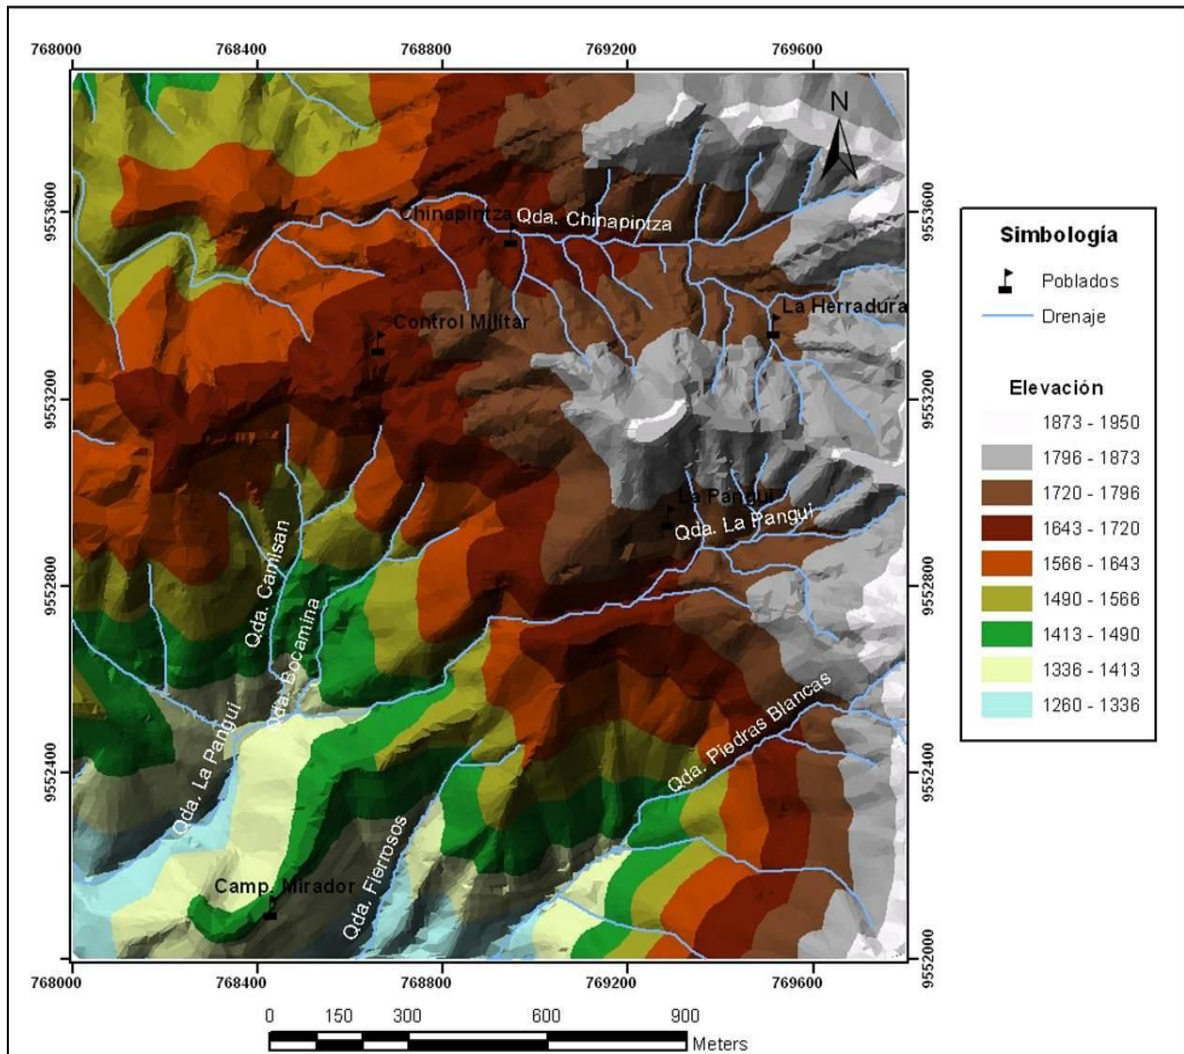 768000 768400 768800 769200 769600
N
9553600
9553600
Chinapintza
Qda. Chinapintza
La Herradura
Control Militar
9553200
9553200
La Pangui
Qda. La Pangui
Qda. Camisan
Qda. Bocamina
9552800
9552800
Qda. La Pangui
Qda. Piedras Blancas
9552400
9552400
Camp. Mirador
Qda. Fierrosos
9552000
9552000
768000 768400 768800 769200 769600
0 150 300 600 900
Meters
Simbología
Poblados
Drenaje
Elevación
1873 - 1950
1796 - 1873
1720 - 1796
1643 - 1720
1566 - 1643
1490 - 1566
1413 - 1490
1336 - 1413
1260 - 1336